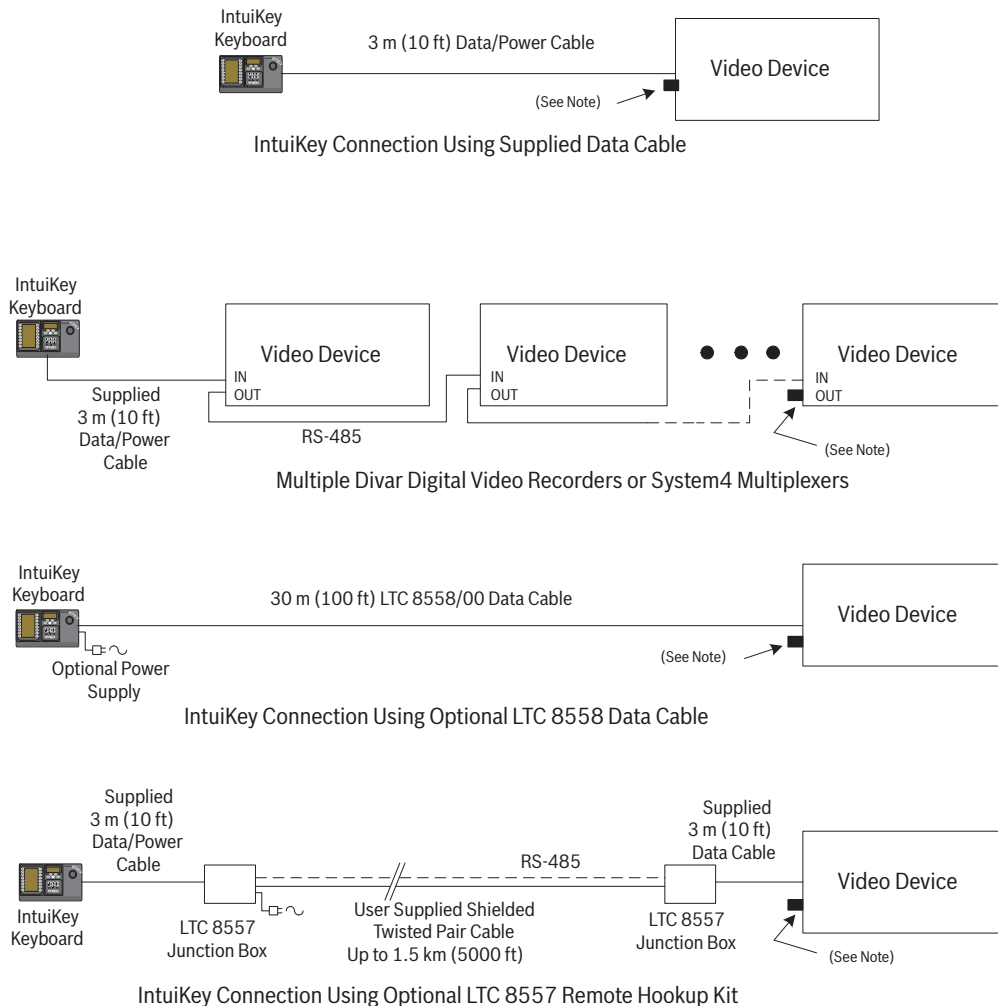 IntuiKey
Keyboard
3 m (10 ft) Data/Power Cable
Video Device
(See Note)
IntuiKey Connection Using Supplied Data Cable
IntuiKey
Keyboard
Video Device
Video Device
Video Device
IN
OUT
IN
OUT
IN
OUT
Supplied
3 m (10 ft)
Data/Power
Cable
RS-485
(See Note)
Multiple Divar Digital Video Recorders or System4 Multiplexers
IntuiKey
Keyboard
30 m (100 ft) LTC 8558/00 Data Cable
Video Device
(See Note)
Optional Power
Supply
IntuiKey Connection Using Optional LTC 8558 Data Cable
Supplied
3 m (10 ft)
Data/Power
Cable
Supplied
3 m (10 ft)
Data Cable
RS-485
Video Device
IntuiKey
Keyboard
LTC 8557
Junction Box
User Supplied Shielded
Twisted Pair Cable
Up to 1.5 km (5000 ft)
LTC 8557
Junction Box
(See Note)
IntuiKey Connection Using Optional LTC 8557 Remote Hookup Kit